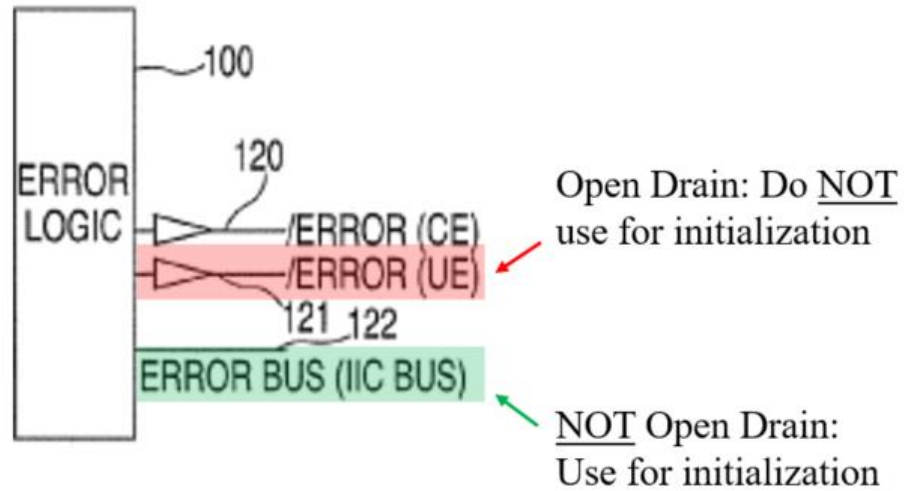 100
ERROR
LOGIC
120
/ERROR (CE)
/ERROR (UE)
121 122
ERROR BUS (IIC BUS)
Open Drain: Do NOT
use for initialization
NOT Open Drain:
Use for initialization